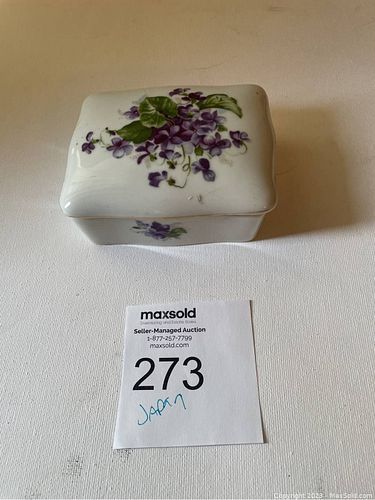 maxsold
Seller-Managed Auction
1-877-257-7799
maxsold.com
273
JAPAN
Copyright 2023 - MaxSold.com